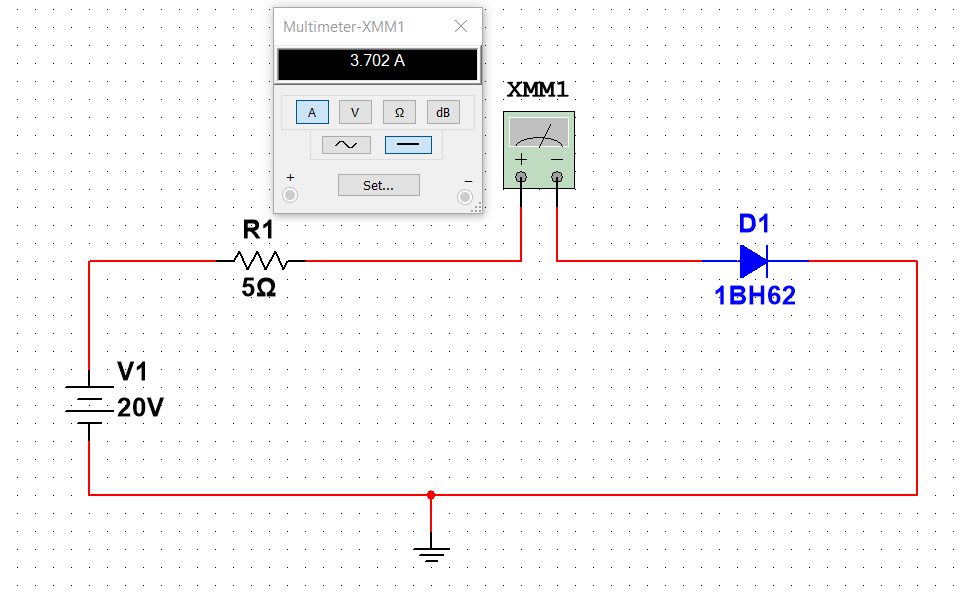 Multimeter-XMM1
3.702 A
A V Ω dB
Set...
+ −
XMM1
+ −
R1
5Ω
D1
1BH62
V1
20V